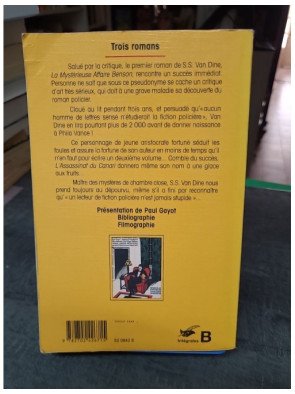 Trois romans
Salué par la critique, le premier roman de S.S. Van Dine,
La Mystérieuse Affaire Benson, rencontre un succès immédiat.
Personne ne sait que sous ce pseudonyme se cache un critique
d'art très sérieux, qui doit à une grave maladie sa découverte du
roman policier.
Cloué au lit pendant trois ans, et persuadé qu'« aucun
homme de lettres sensé n'étudierait la fiction policière », Van
Dine en lira pourtant plus de 2 000 avant de donner naissance
à Philo Vance !
Ce personnage de jeune aristocrate fortuné séduit les
foules et assure la fortune de son auteur en moins de temps qu'il
n'en faut pour écrire un deuxième volume... Comble du succès,
L'Assassinat du Canari donnera même son nom à une glace
aux fruits.
Maître des mystères de chambre close, S.S. Van Dine nous
prend toujours au dépourvu, même s'il a fini par reconnaître
qu'« un lecteur de fiction policière n'est jamais stupide ».
Présentation de Paul Gayot
Bibliographie
Filmographie
Intégrales B